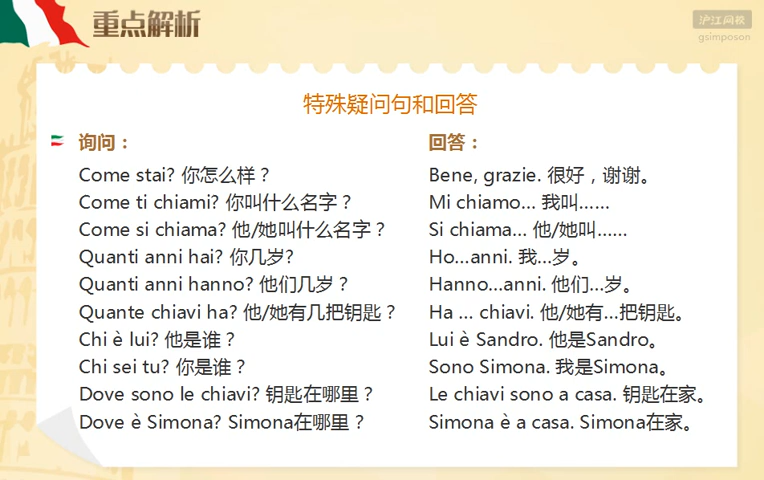 重点解析
沪江网校
gsimposon
特殊疑问句和回答
询问：
回答：
Come stai? 你怎么样？
Bene, grazie. 很好，谢谢。
Come ti chiami? 你叫什么名字？
Mi chiamo... 我叫……
Come si chiama? 他/她叫什么名字？
Si chiama... 他/她叫……
Quanti anni hai? 你几岁?
Ho...anni. 我...岁。
Quanti anni hanno? 他们几岁？
Hanno...anni. 他们...岁。
Quante chiavi ha? 他/她有几把钥匙？
Ha ... chiavi. 他/她有...把钥匙。
Chi è lui? 他是谁？
Lui è Sandro. 他是Sandro。
Chi sei tu? 你是谁？
Sono Simona. 我是Simona。
Dove sono le chiavi? 钥匙在哪里？
Le chiavi sono a casa. 钥匙在家。
Dove è Simona? Simona在哪里？
Simona è a casa. Simona在家。